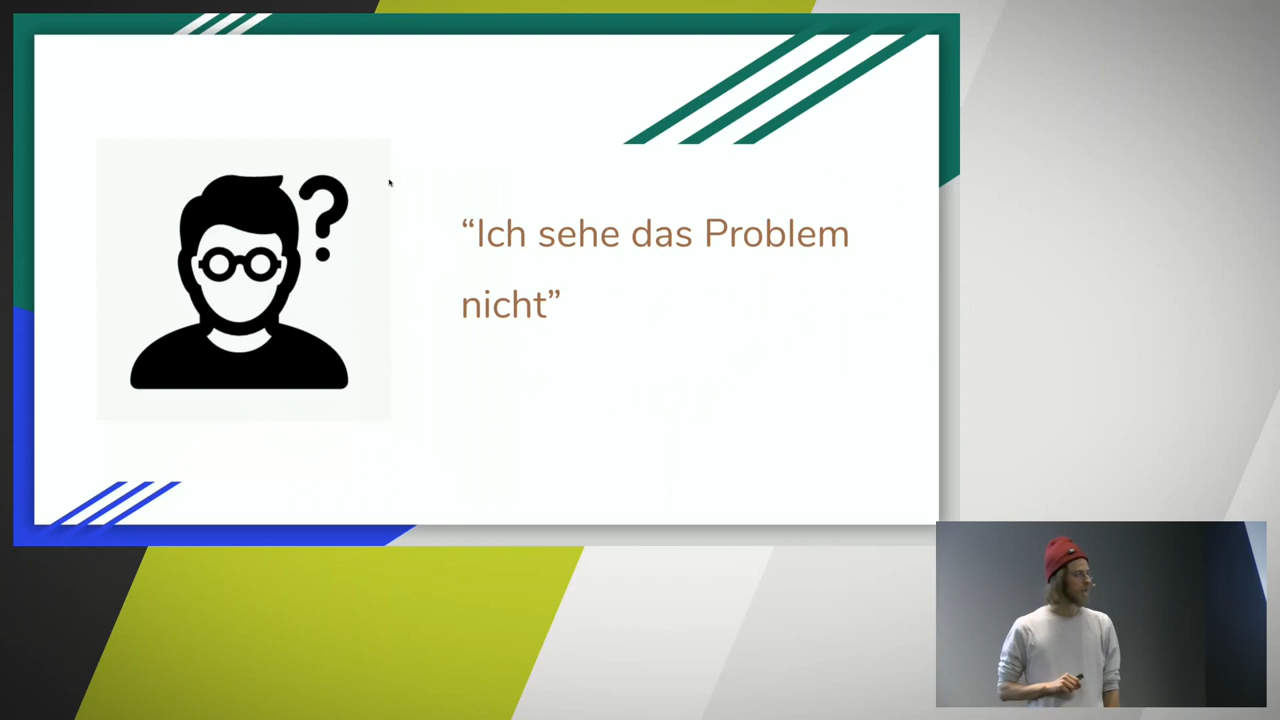 “Ich sehe das Problem
nicht”